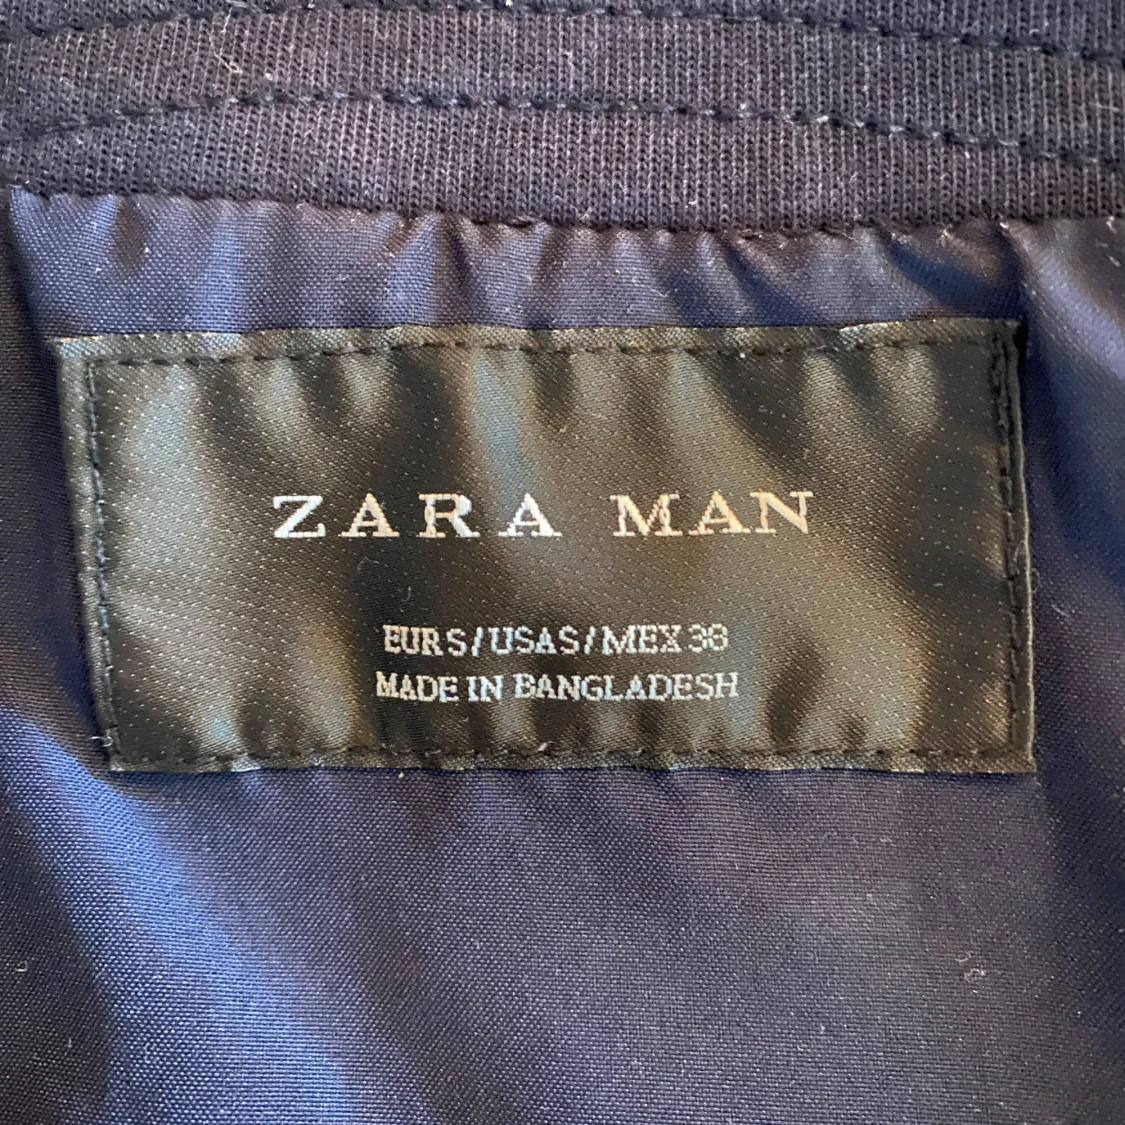 ZARA MAN
EUR S/USA S/MEX 38
MADE IN BANGLADESH